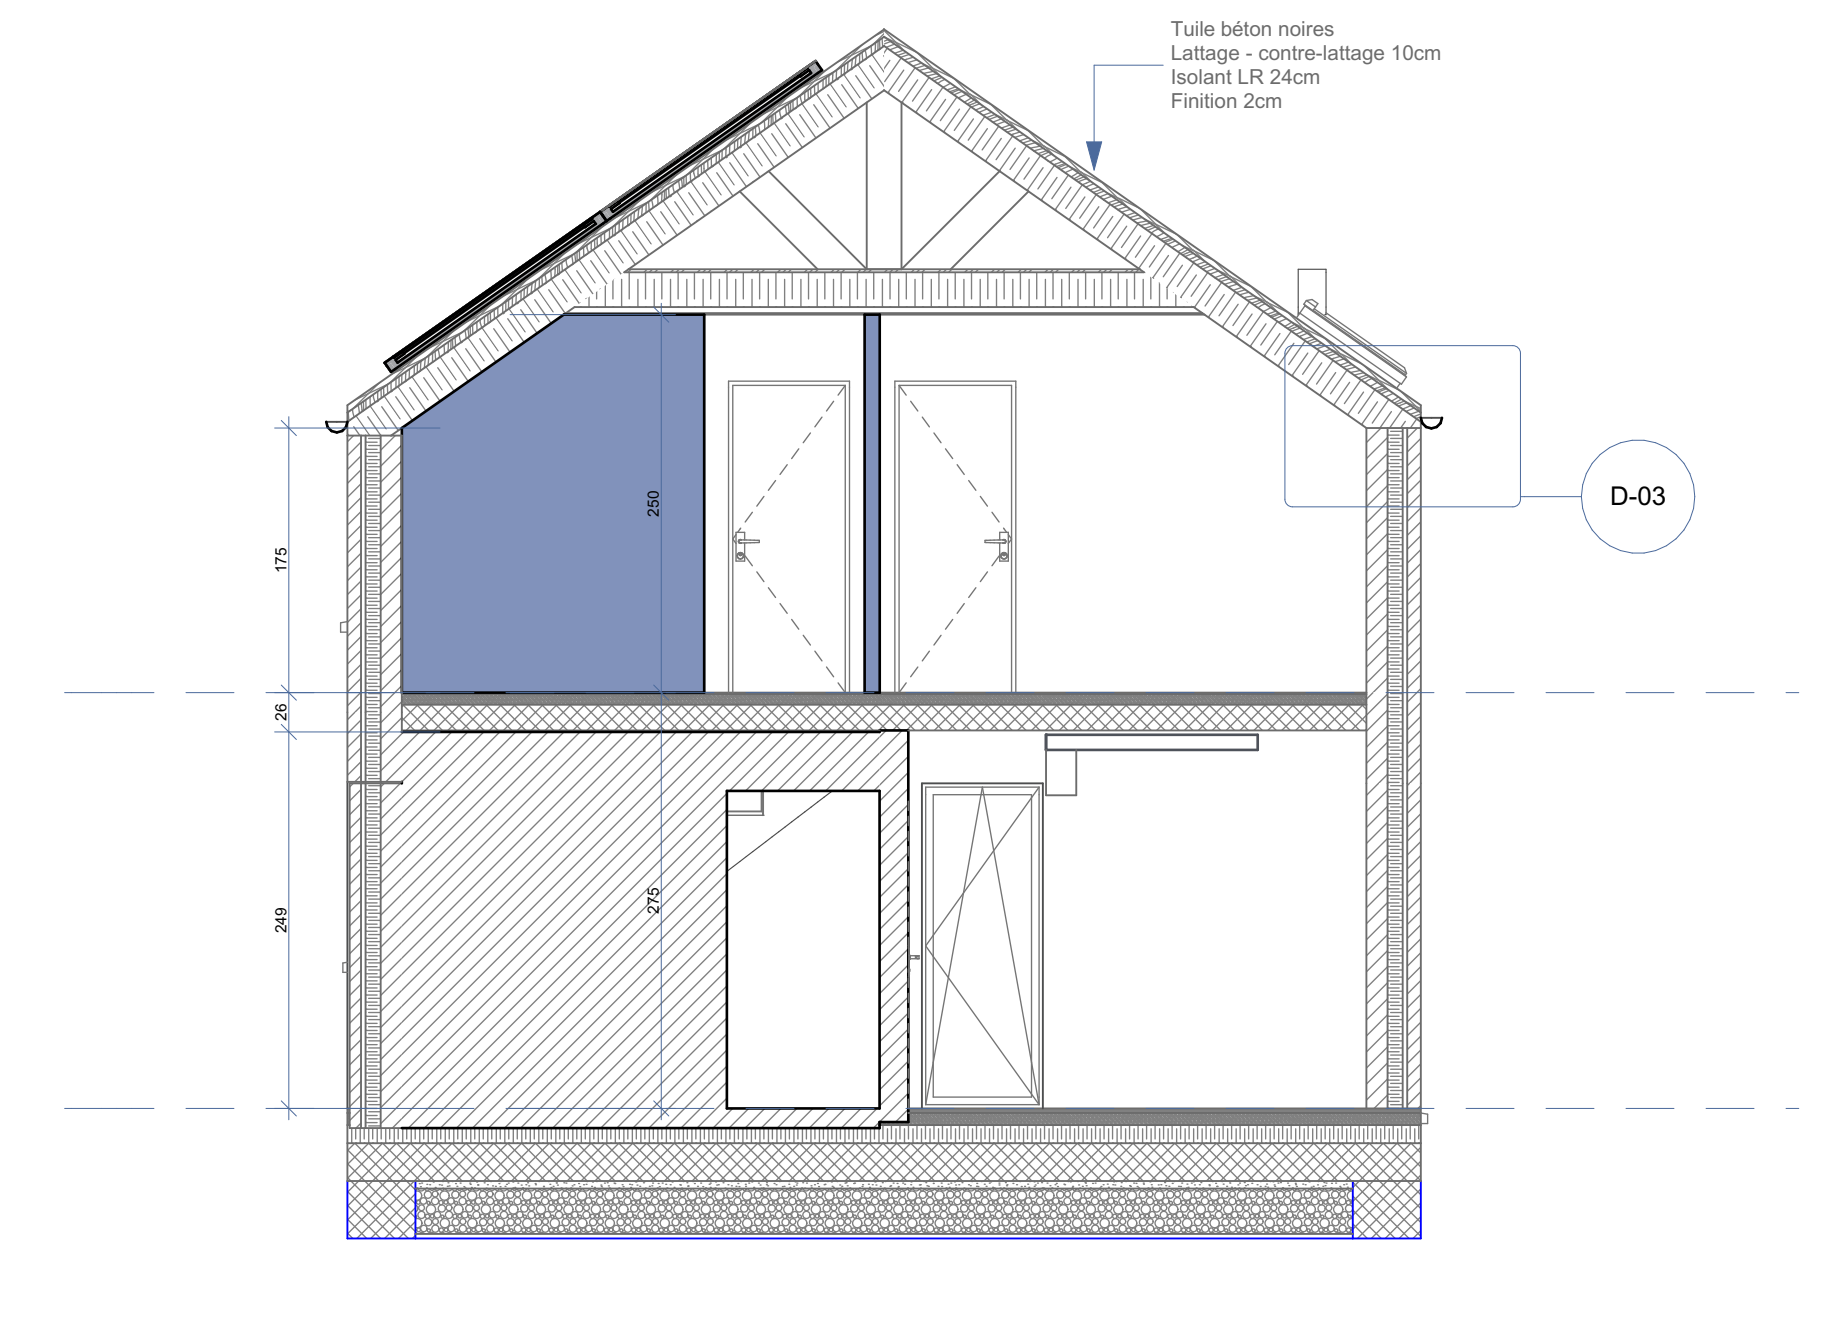 Tuile béton noires
Lattage - contre-lattage 10cm
Isolant LR 24cm
Finition 2cm
250
D-03
175
26
275
249